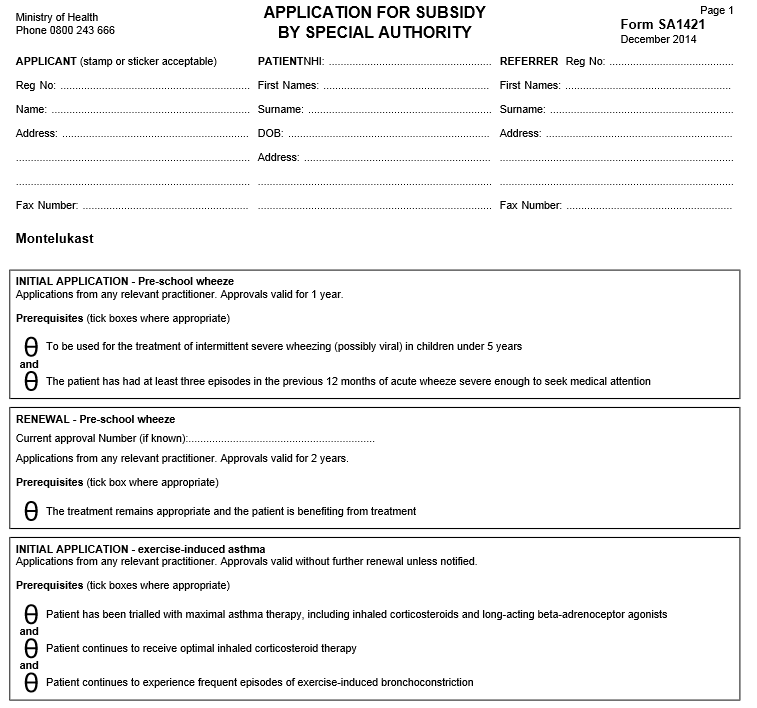 Ministry of Health
Phone 0800 243 666
APPLICATION FOR SUBSIDY
BY SPECIAL AUTHORITY
Page 1
Form SA1421
December 2014
APPLICANT (stamp or sticker acceptable)
Reg No: ..............................................................
Name: ..............................................................
Address: ..............................................................
..............................................................
..............................................................
Fax Number: ..............................................................
PATIENT NHI: ..............................................................
First Names: ..............................................................
Surname: ..............................................................
DOB: ..............................................................
Address: ..............................................................
..............................................................
..............................................................
REFERRER Reg No: ..............................................................
First Names: ..............................................................
Surname: ..............................................................
Address: ..............................................................
..............................................................
..............................................................
Fax Number: ..............................................................
Montelukast
INITIAL APPLICATION - Pre-school wheeze
Applications from any relevant practitioner. Approvals valid for 1 year.
Prerequisites (tick boxes where appropriate)
θ To be used for the treatment of intermittent severe wheezing (possibly viral) in children under 5 years
and
θ The patient has had at least three episodes in the previous 12 months of acute wheeze severe enough to seek medical attention
RENEWAL - Pre-school wheeze
Current approval Number (if known):..............................................................
Applications from any relevant practitioner. Approvals valid for 2 years.
Prerequisites (tick box where appropriate)
θ The treatment remains appropriate and the patient is benefiting from treatment
INITIAL APPLICATION - exercise-induced asthma
Applications from any relevant practitioner. Approvals valid without further renewal unless notified.
Prerequisites (tick boxes where appropriate)
θ Patient has been trialled with maximal asthma therapy, including inhaled corticosteroids and long-acting beta-adrenoceptor agonists
and
θ Patient continues to receive optimal inhaled corticosteroid therapy
and
θ Patient continues to experience frequent episodes of exercise-induced bronchoconstriction